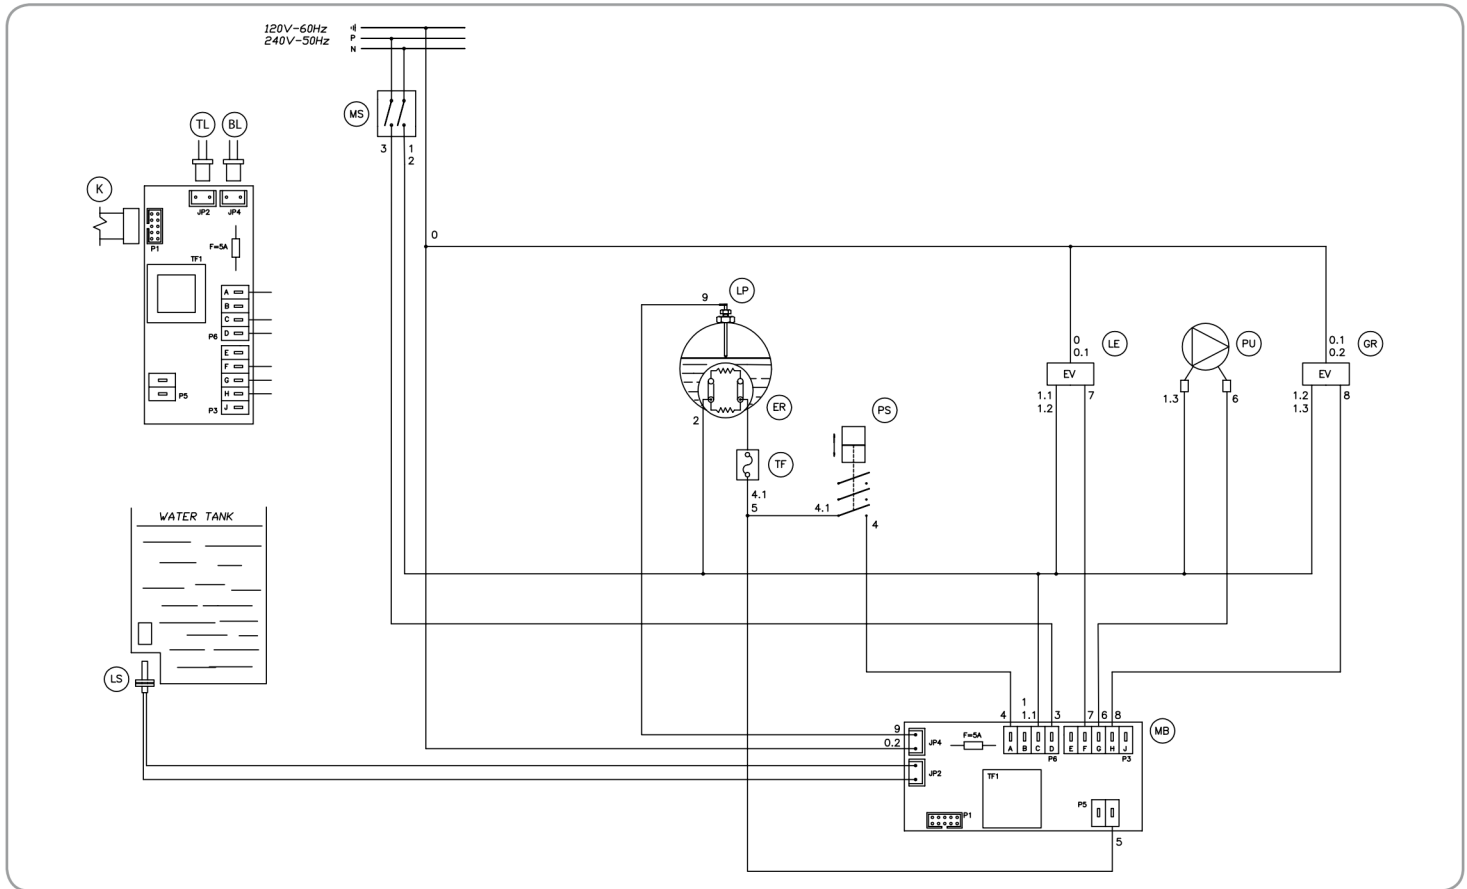 120V-60Hz
240V-50Hz
P
N
MS
3
1
2
TL
BL
K
JP2
JP4
P1
F=5A
TF1
A
B
C
D
P6
E
F
G
H
J
P3
P5
0
9
LP
ER
2
TF
4.1
5
PS
4.1
4
0
0.1
LE
EV
1.1
1.2
7
PU
1.3
6
0.1
0.2
GR
EV
1.2
1.3
8
WATER TANK
LS
4
1
1.1
3
7
6
8
MB
9
0.2
JP4
F=5A
A
B
C
D
E
F
G
H
J
P6
P3
JP2
TF1
P5
P1
5